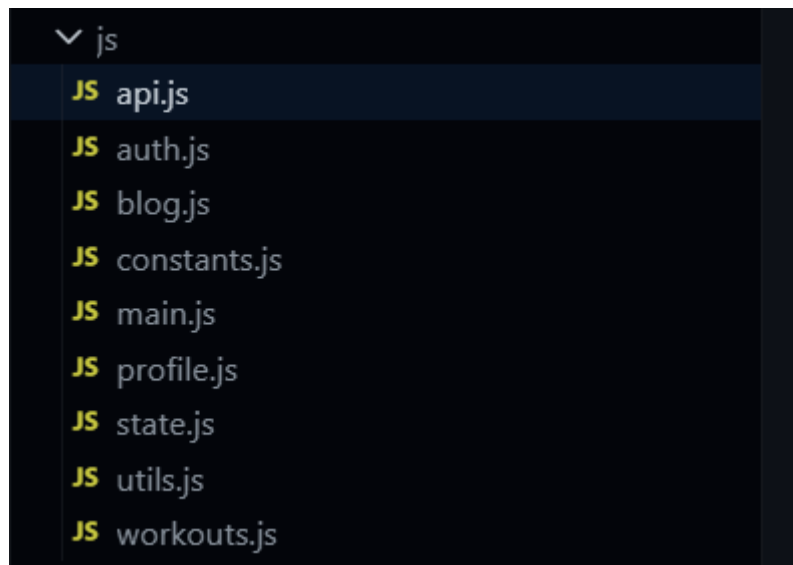 js
JS api.js
JS auth.js
JS blog.js
JS constants.js
JS main.js
JS profile.js
JS state.js
JS utils.js
JS workouts.js